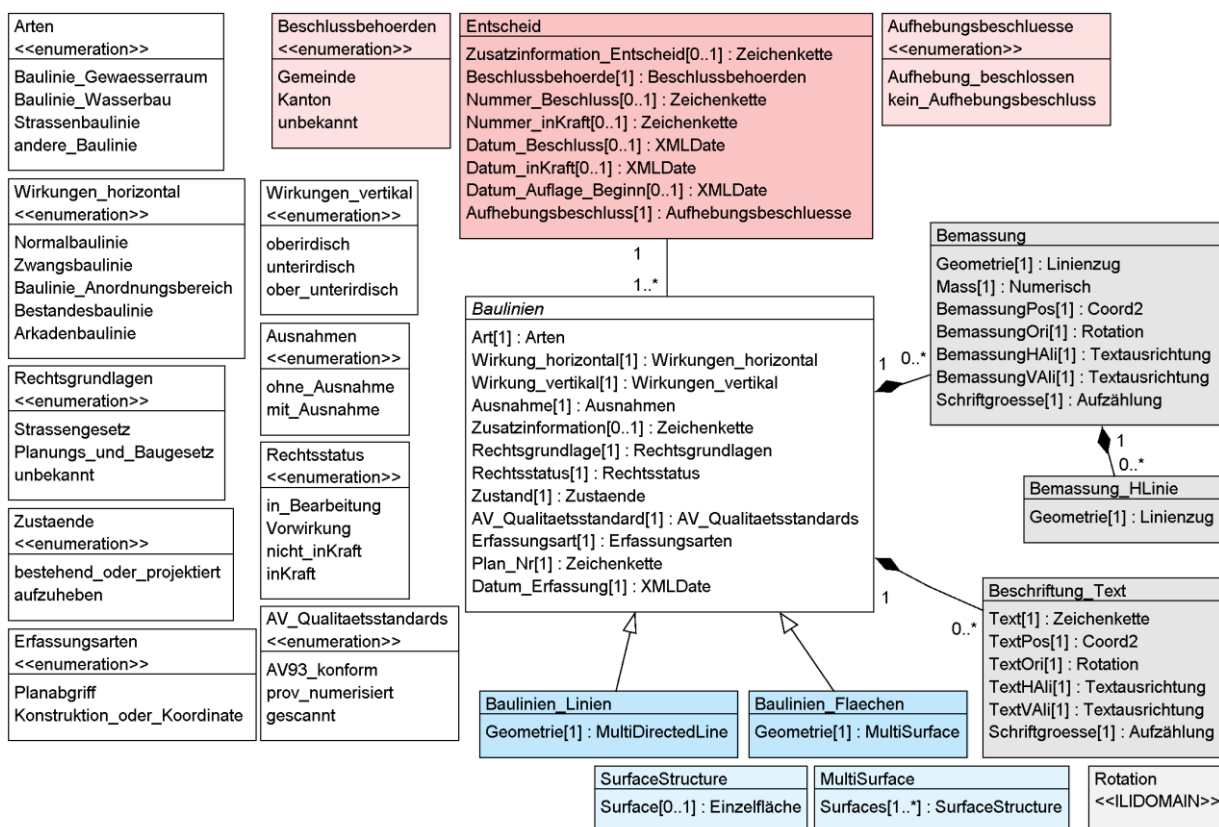 Arten
<<enumeration>>
Baulinie_Gewaesserraum
Baulinie_Wasserbau
Strassenbaulinie
andere_Baulinie
Beschlussbehoerden
<<enumeration>>
Gemeinde
Kanton
unbekannt
Entscheid
Zusatzinformation_Entscheid[0..1] : Zeichenkette
Beschlussbehoerde[1] : Beschlussbehoerden
Nummer_Beschluss[0..1] : Zeichenkette
Nummer_inKraft[0..1] : Zeichenkette
Datum_Beschluss[0..1] : XMLDate
Datum_inKraft[0..1] : XMLDate
Datum_Auflage_Beginn[0..1] : XMLDate
Aufhebungsbeschluss[1] : Aufhebungsbeschluesse
Aufhebungsbeschluesse
<<enumeration>>
Aufhebung_beschlossen
kein_Aufhebungsbeschluss
Wirkungen_horizontal
<<enumeration>>
Normalbaulinie
Zwangsbaulinie
Baulinie_Anordnungsbereich
Bestandesbaulinie
Arkadenbaulinie
Wirkungen_vertikal
<<enumeration>>
oberirdisch
unterirdisch
ober_unterirdisch
1
1..*
Bemassung
Geometrie[1] : Linienzug
Mass[1] : Numerisch
BemassungPos[1] : Coord2
BemassungOri[1] : Rotation
BemassungHAli[1] : Textausrichtung
BemassungVAli[1] : Textausrichtung
Schriftgroesse[1] : Aufzählung
Baulinien
Art[1] : Arten
Wirkung_horizontal[1] : Wirkungen_horizontal
Wirkung_vertikal[1] : Wirkungen_vertikal
Ausnahme[1] : Ausnahmen
Zusatzinformation[0..1] : Zeichenkette
Rechtsgrundlage[1] : Rechtsgrundlagen
Rechtsstatus[1] : Rechtsstatus
Zustand[1] : Zustaende
AV_Qualitaetsstandard[1] : AV_Qualitaetsstandards
Erfassungsart[1] : Erfassungsarten
Plan_Nr[1] : Zeichenkette
Datum_Erfassung[1] : XMLDate
1
0..*
Ausnahmen
<<enumeration>>
ohne_Ausnahme
mit_Ausnahme
Rechtsgrundlagen
<<enumeration>>
Strassengesetz
Planungs_und_Baugesetz
unbekannt
Rechtsstatus
<<enumeration>>
in_Bearbeitung
Vorwirkung
nicht_inKraft
inKraft
1
0..*
Bemassung_HLinie
Geometrie[1] : Linienzug
Zustaende
<<enumeration>>
bestehend_oder_projektiert
aufzuheben
1
0..*
Beschriftung_Text
Text[1] : Zeichenkette
TextPos[1] : Coord2
TextOri[1] : Rotation
TextHAli[1] : Textausrichtung
TextVAli[1] : Textausrichtung
Schriftgroesse[1] : Aufzählung
Erfassungsarten
<<enumeration>>
Planabgriff
Konstruktion_oder_Koordinate
AV_Qualitaetsstandards
<<enumeration>>
AV93_konform
prov_numerisiert
gescannt
Baulinien_Linien
Geometrie[1] : MultiDirectedLine
Baulinien_Flaechen
Geometrie[1] : MultiSurface
SurfaceStructure
Surface[0..1] : Einzelfläche
MultiSurface
Surfaces[1..*] : SurfaceStructure
Rotation
<<ILIDOMAIN>>